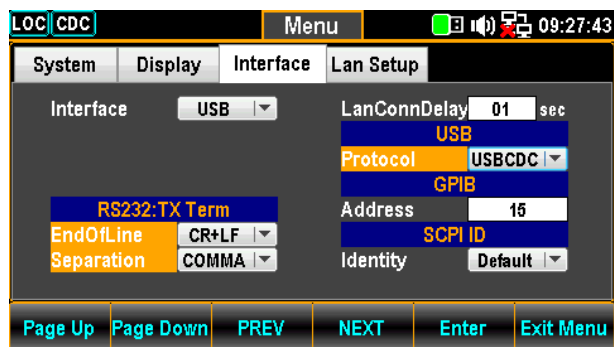 LOC CDC Menu 09:27:43
System Display Interface Lan Setup
Interface USB
LanConnDelay 01 sec
USB
Protocol USBCDC
GPIB
RS232:TX Term
Address 15
EndOfLine CR+LF
SCPI ID
Separation COMMA
Identity Default
Page Up Page Down PREV NEXT Enter Exit Menu